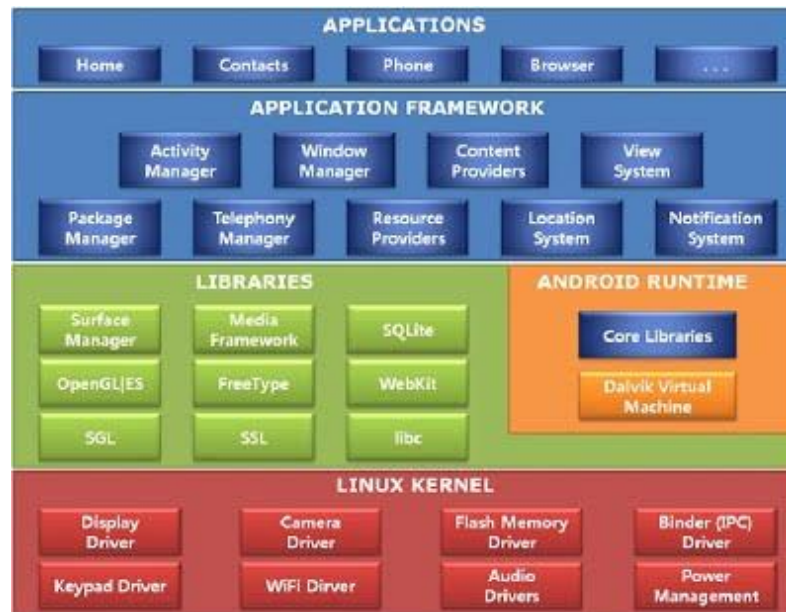 APPLICATIONS
Home
Contacts
Phone
Browser
...
APPLICATION FRAMEWORK
Activity
Manager
Window
Manager
Content
Providers
View
System
Package
Manager
Telephony
Manager
Resource
Providers
Location
System
Notification
System
LIBRARIES
Surface
Manager
Media
Framework
SQLite
OpenGL|ES
FreeType
WebKit
SGL
SSL
libc
ANDROID RUNTIME
Core Libraries
Dalvik Virtual
Machine
LINUX KERNEL
Display
Driver
Camera
Driver
Flash Memory
Driver
Binder (IPC)
Driver
Keypad Driver
WiFi Dirver
Audio
Drivers
Power
Management